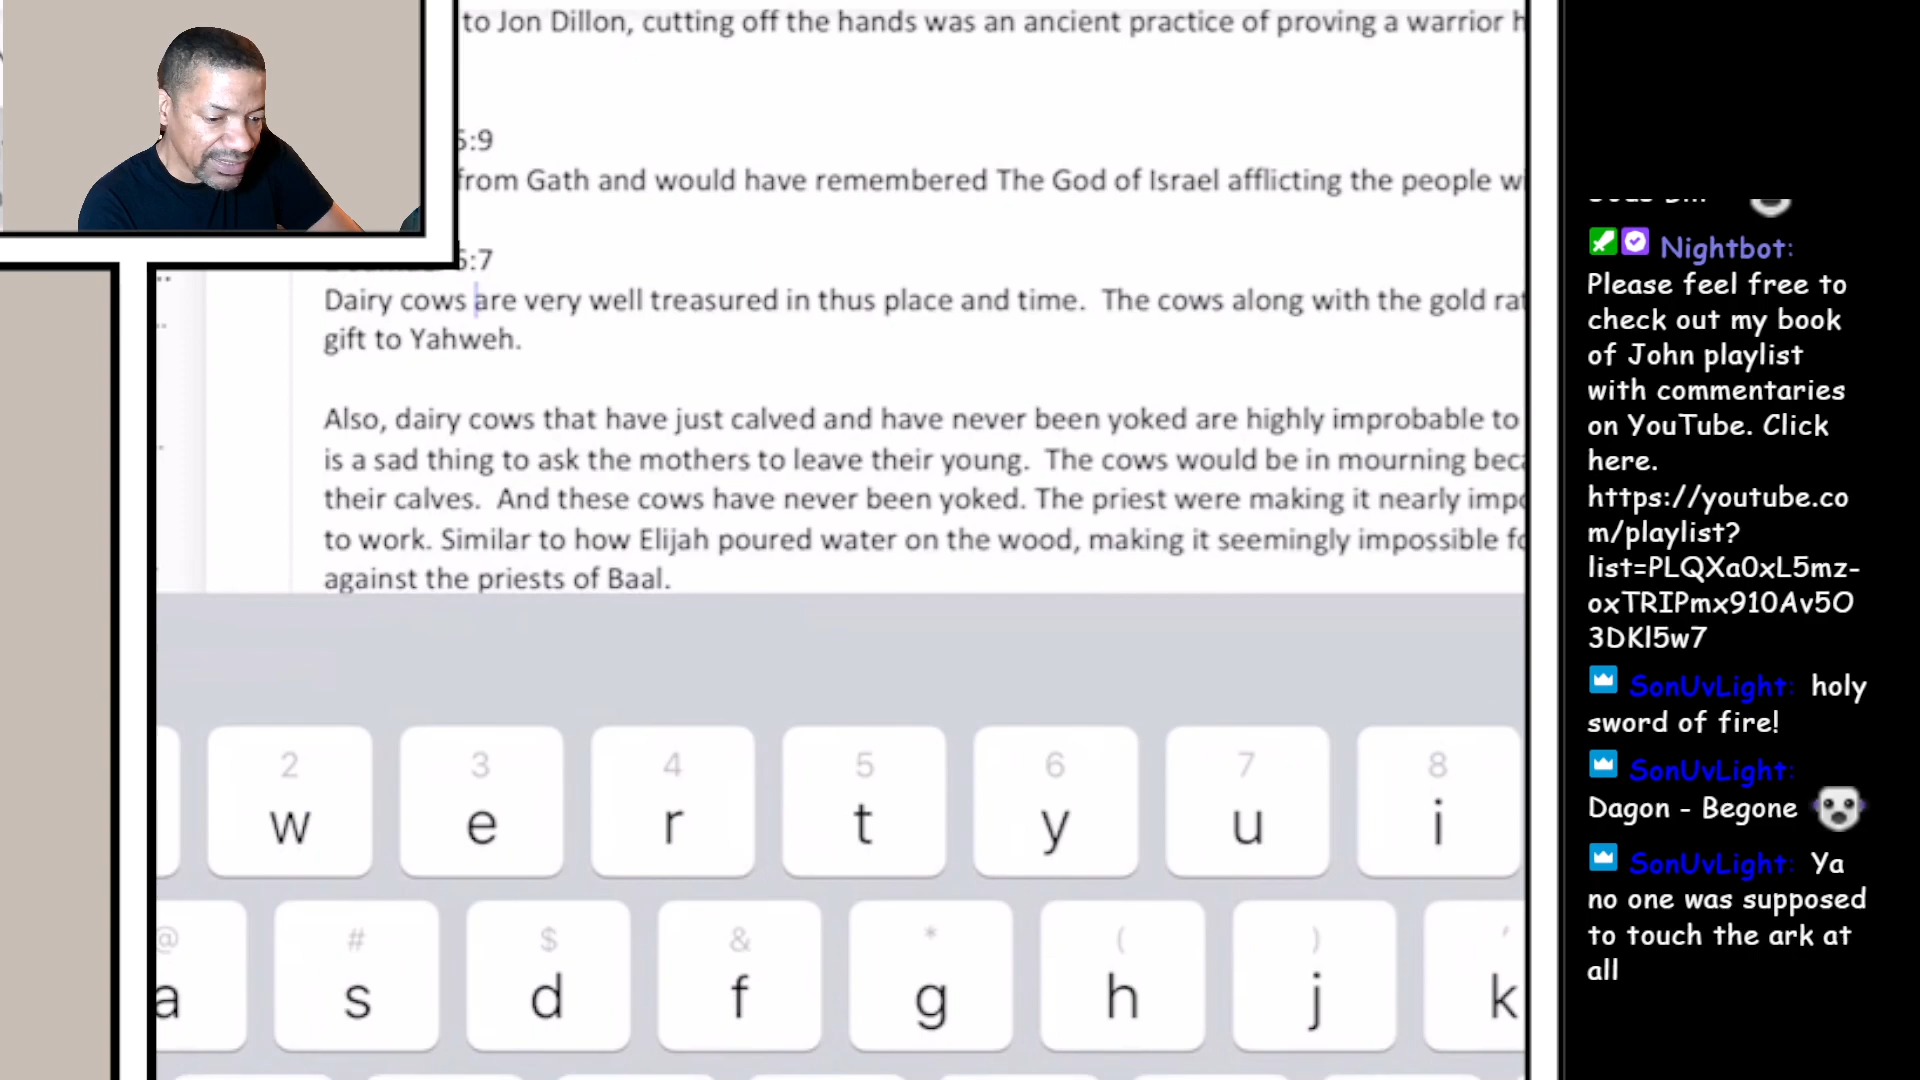 to Jon Dillon, cutting off the hands was an ancient practice of proving a warrior h
5:9
from Gath and would have remembered The God of Israel afflicting the people w
6:7
Dairy cows are very well treasured in thus place and time.  The cows along with the gold rat
gift to Yahweh.
Also, dairy cows that have just calved and have never been yoked are highly improbable to
is a sad thing to ask the mothers to leave their young.  The cows would be in mourning beca
their calves.  And these cows have never been yoked. The priest were making it nearly impo
to work. Similar to how Elijah poured water on the wood, making it seemingly impossible fo
against the priests of Baal.
2 3 4 5 6 7 8
w e r t y u i
@ # $ & * ( ) '
a s d f g h j k
Nightbot:
Please feel free to
check out my book
of John playlist
with commentaries
on YouTube. Click
here.
https://youtube.co
m/playlist?
list=PLQXa0xL5mz-
oxTRIPmx910Av5O
3DKl5w7
SonUvLight: holy
sword of fire!
SonUvLight:
Dagon - Begone
SonUvLight: Ya
no one was supposed
to touch the ark at
all